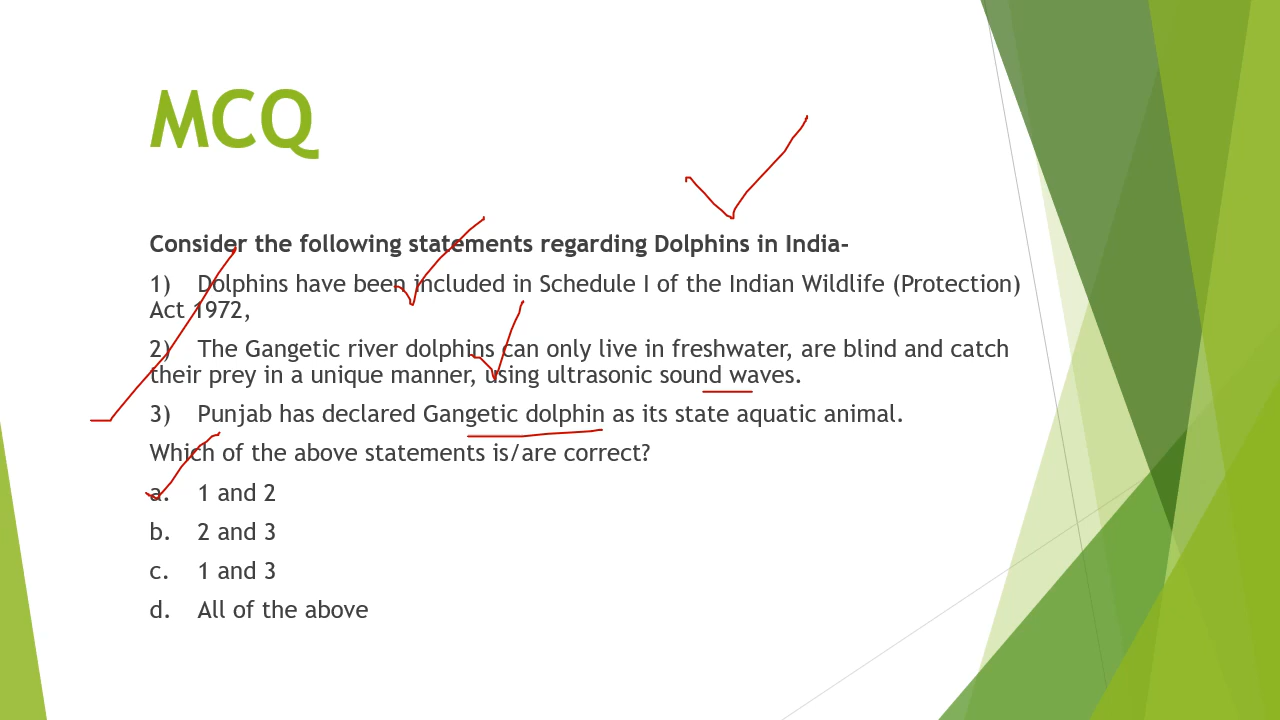 MCQ
Consider the following statements regarding Dolphins in India-
1) Dolphins have been included in Schedule I of the Indian Wildlife (Protection)
Act 1972,
2) The Gangetic river dolphins can only live in freshwater, are blind and catch
their prey in a unique manner, using ultrasonic sound waves.
3) Punjab has declared Gangetic dolphin as its state aquatic animal.
Which of the above statements is/are correct?
a. 1 and 2
b. 2 and 3
c. 1 and 3
d. All of the above